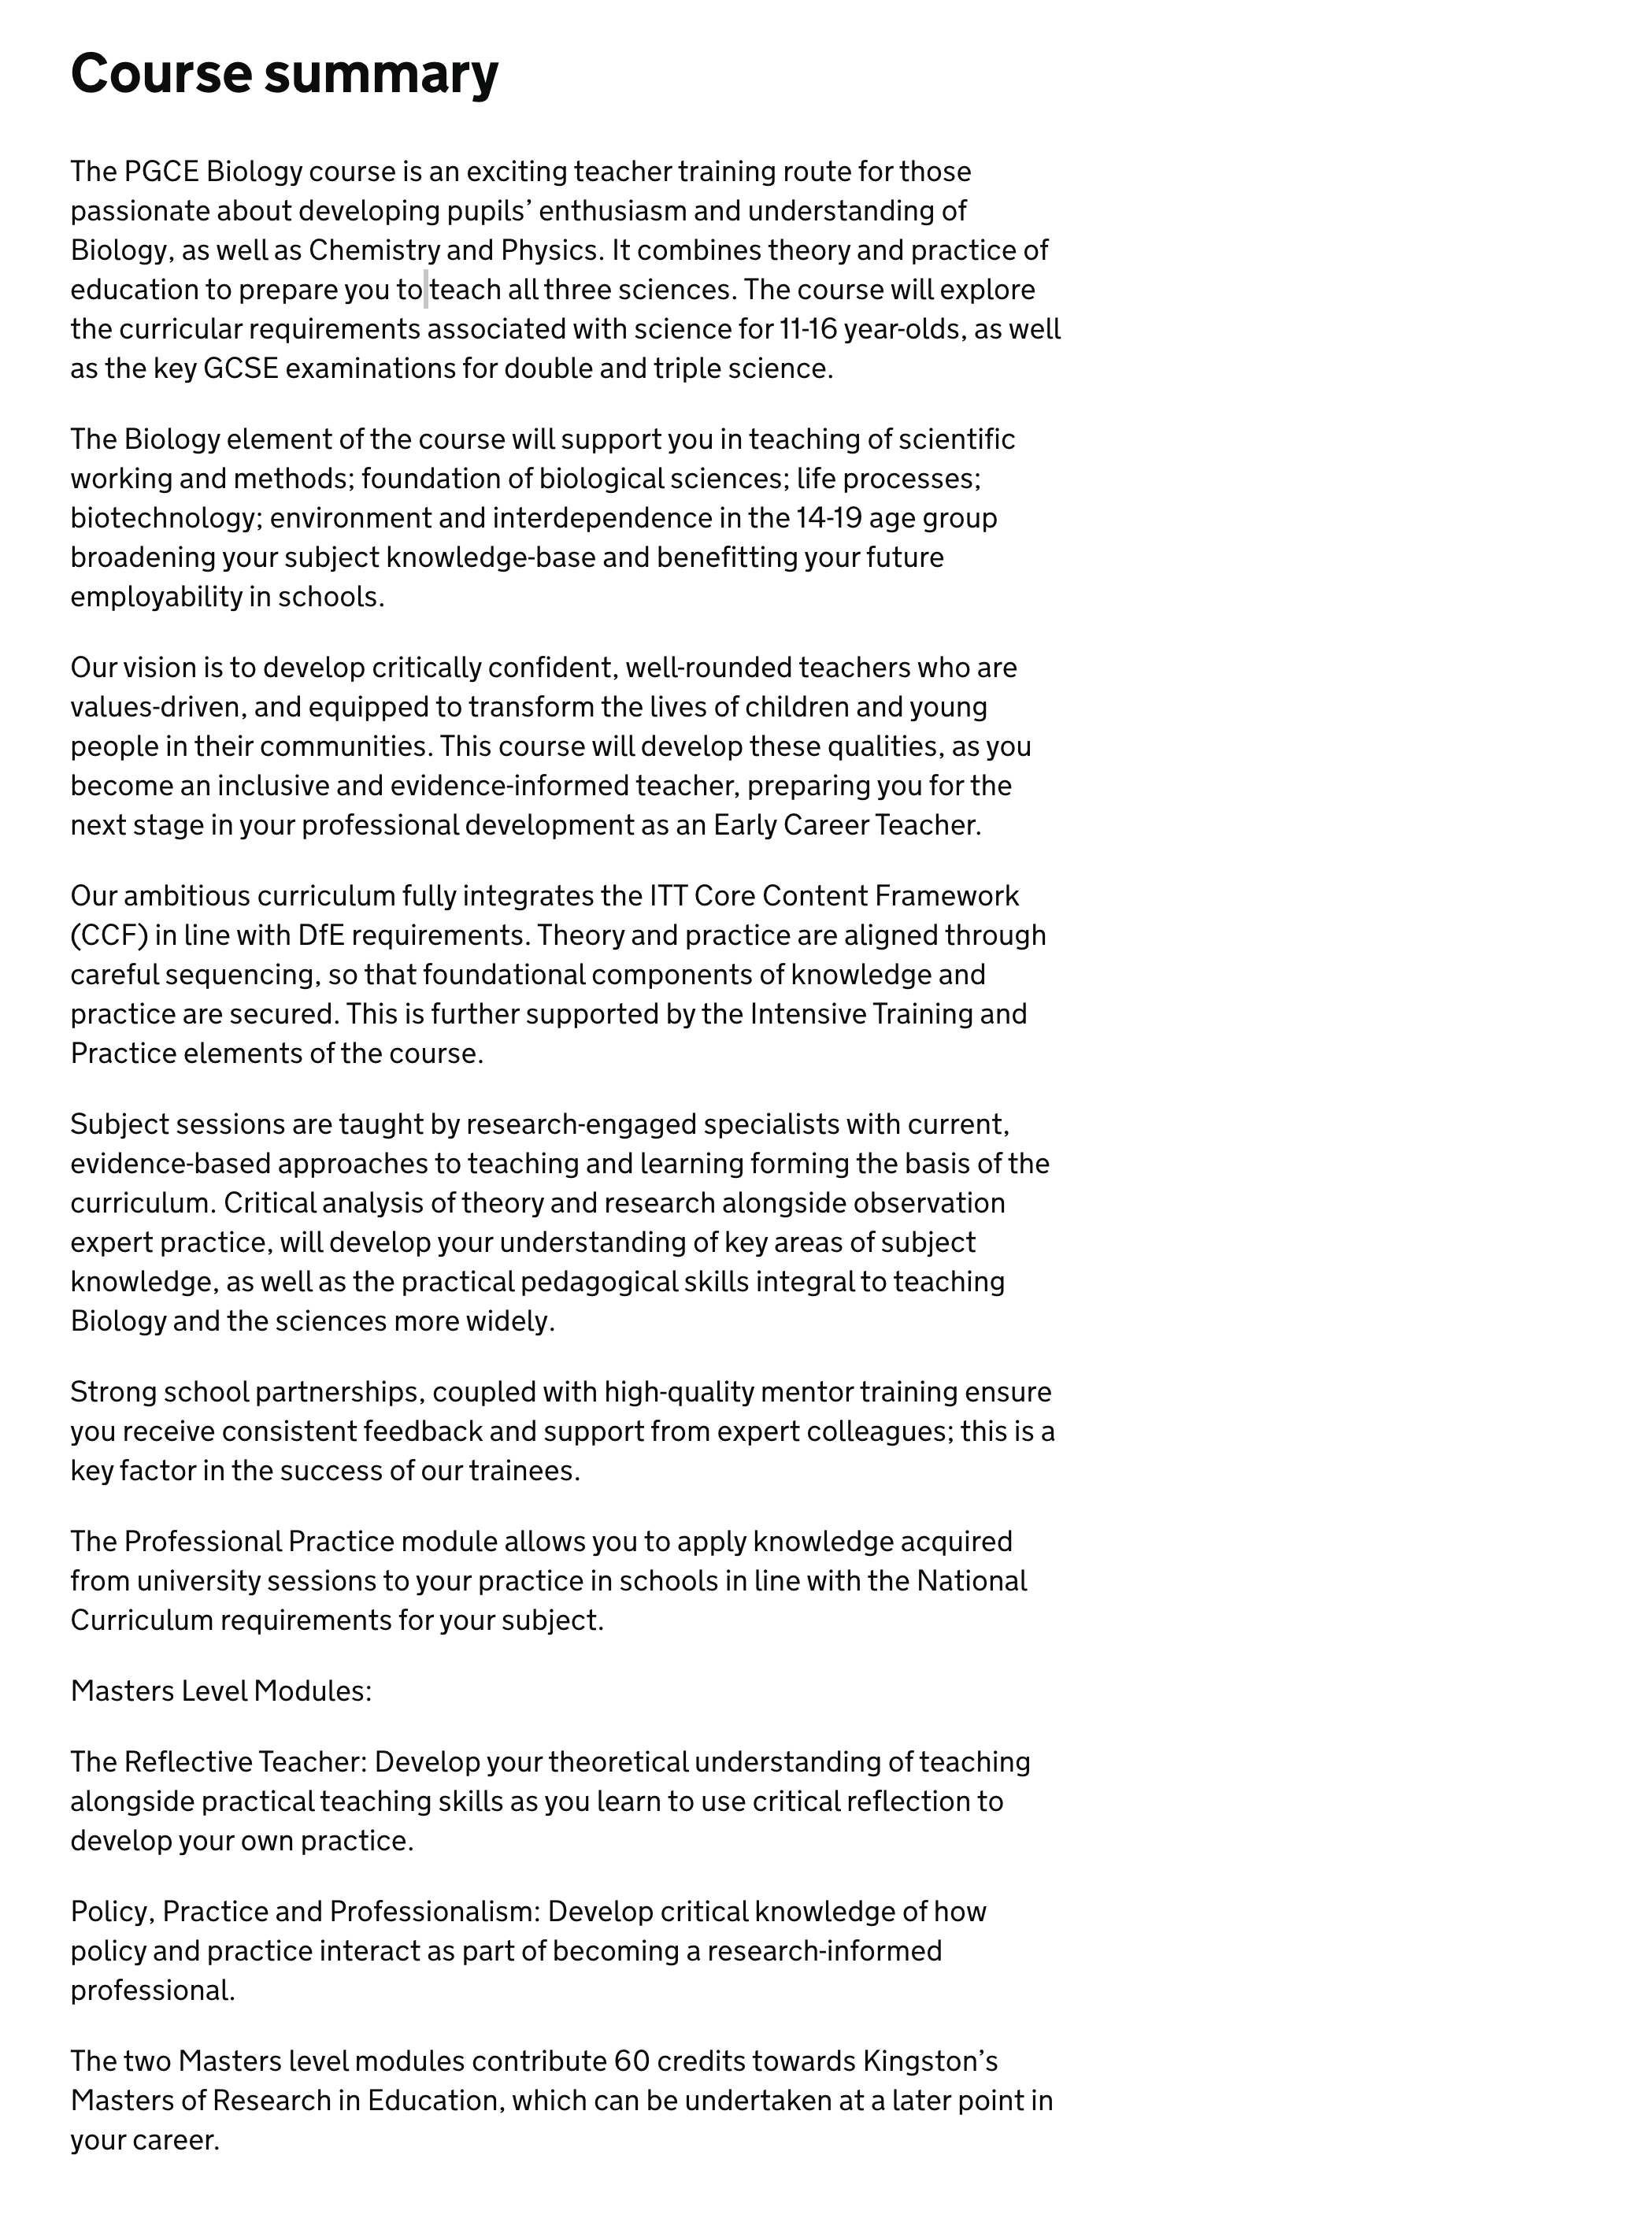 Course summary
The PGCE Biology course is an exciting teacher training route for those
passionate about developing pupils’ enthusiasm and understanding of
Biology, as well as Chemistry and Physics. It combines theory and practice of
education to prepare you to teach all three sciences. The course will explore
the curricular requirements associated with science for 11-16 year-olds, as well
as the key GCSE examinations for double and triple science.
The Biology element of the course will support you in teaching of scientific
working and methods; foundation of biological sciences; life processes;
biotechnology; environment and interdependence in the 14-19 age group
broadening your subject knowledge-base and benefitting your future
employability in schools.
Our vision is to develop critically confident, well-rounded teachers who are
values-driven, and equipped to transform the lives of children and young
people in their communities. This course will develop these qualities, as you
become an inclusive and evidence-informed teacher, preparing you for the
next stage in your professional development as an Early Career Teacher.
Our ambitious curriculum fully integrates the ITT Core Content Framework
(CCF) in line with DfE requirements. Theory and practice are aligned through
careful sequencing, so that foundational components of knowledge and
practice are secured. This is further supported by the Intensive Training and
Practice elements of the course.
Subject sessions are taught by research-engaged specialists with current,
evidence-based approaches to teaching and learning forming the basis of the
curriculum. Critical analysis of theory and research alongside observation
expert practice, will develop your understanding of key areas of subject
knowledge, as well as the practical pedagogical skills integral to teaching
Biology and the sciences more widely.
Strong school partnerships, coupled with high-quality mentor training ensure
you receive consistent feedback and support from expert colleagues; this is a
key factor in the success of our trainees.
The Professional Practice module allows you to apply knowledge acquired
from university sessions to your practice in schools in line with the National
Curriculum requirements for your subject.
Masters Level Modules:
The Reflective Teacher: Develop your theoretical understanding of teaching
alongside practical teaching skills as you learn to use critical reflection to
develop your own practice.
Policy, Practice and Professionalism: Develop critical knowledge of how
policy and practice interact as part of becoming a research-informed
professional.
The two Masters level modules contribute 60 credits towards Kingston’s
Masters of Research in Education, which can be undertaken at a later point in
your career.